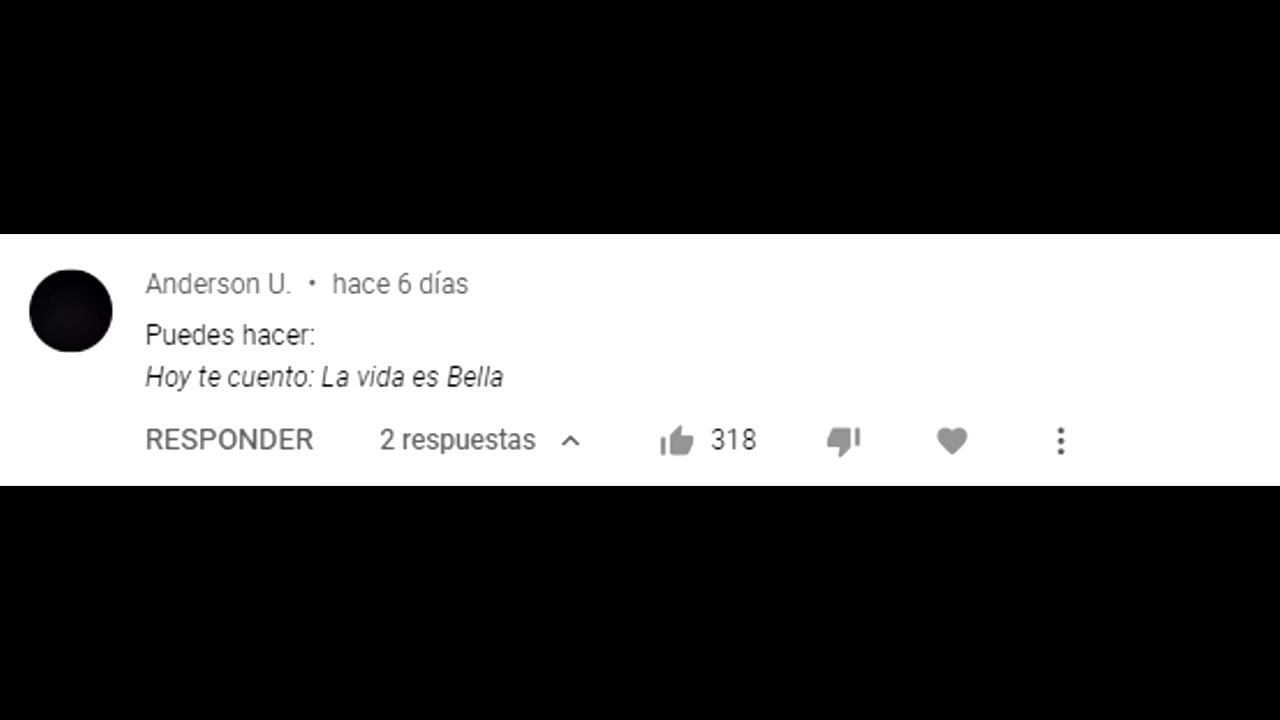 Anderson U. • hace 6 días
Puedes hacer:
Hoy te cuento: La vida es Bella
RESPONDER 2 respuestas 318